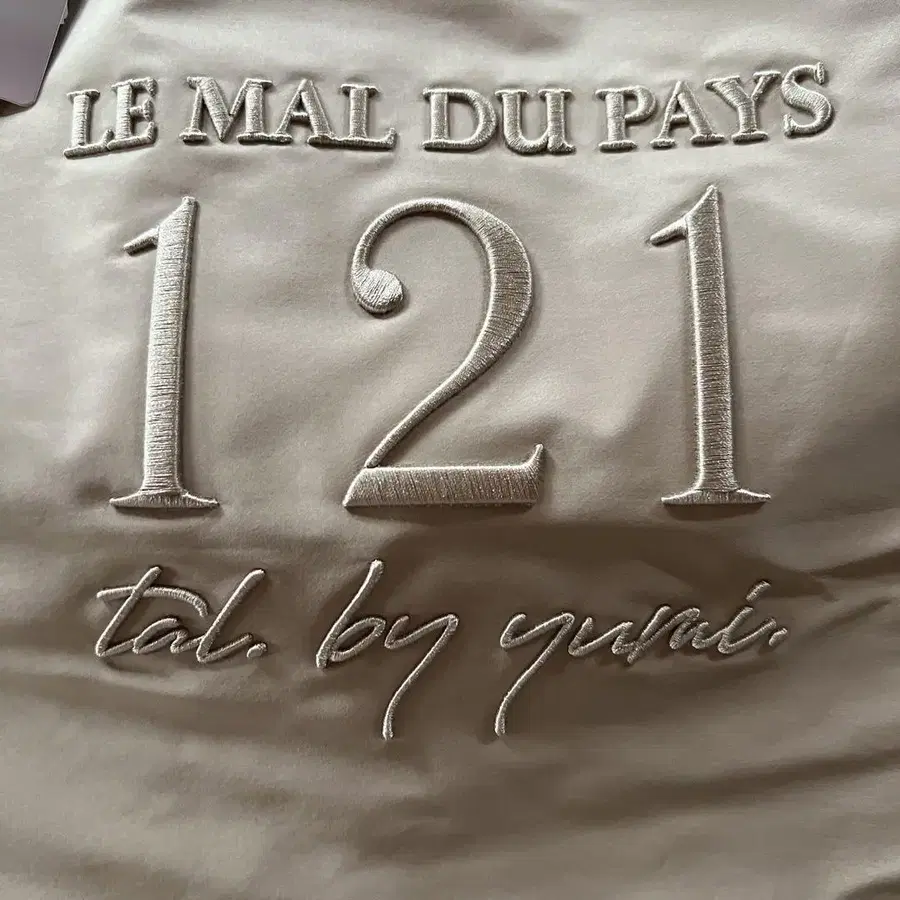 LE MAL DU PAYS
121
tal. by yumi.